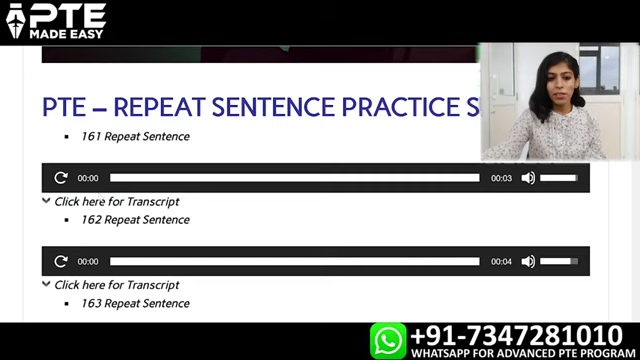 PTE
MADE EASY
PTE – REPEAT SENTENCE PRACTICE S
▪ 161 Repeat Sentence
00:00 00:03
Click here for Transcript
▪ 162 Repeat Sentence
00:00 00:04
Click here for Transcript
▪ 163 Repeat Sentence
+91-7347281010
WHATSAPP FOR ADVANCED PTE PROGRAM